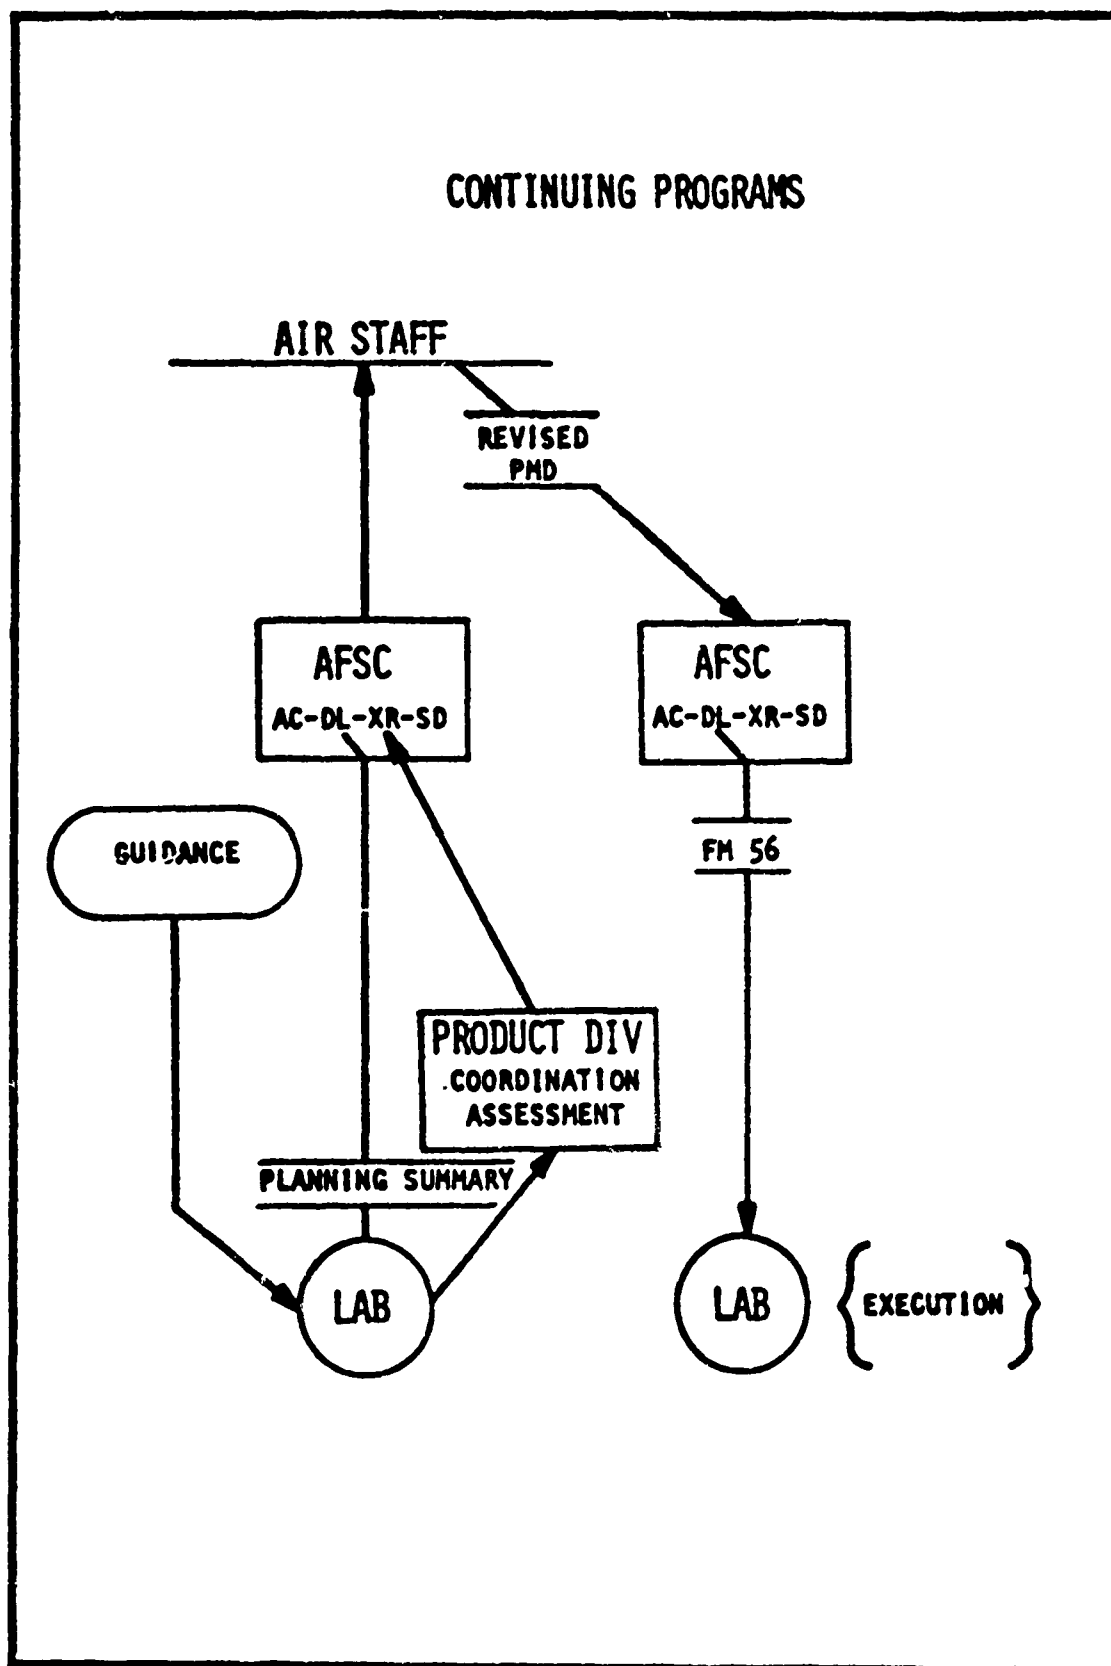 CONTINUING PROGRAMS
AIR STAFF
REVISED
PMD
AFSC
AC-DL-XR-SD
AFSC
AC-DL-XR-SD
GUIDANCE
FM 56
PRODUCT DIV
COORDINATION
ASSESSMENT
PLANNING SUMMARY
LAB
LAB
{EXECUTION}